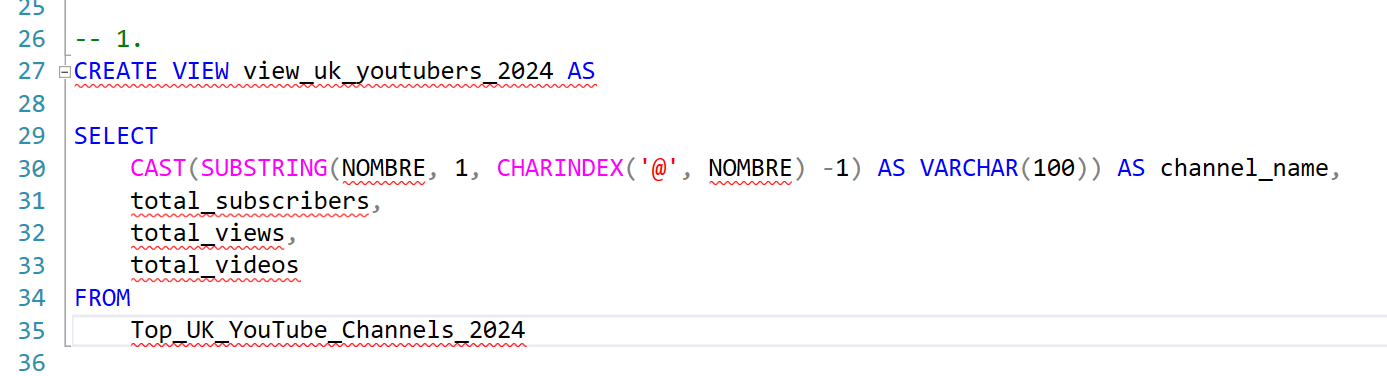 25
26 -- 1.
27 CREATE VIEW view_uk_youtubers_2024 AS
28
29 SELECT
30 CAST(SUBSTRING(NOMBRE, 1, CHARINDEX('@', NOMBRE) -1) AS VARCHAR(100)) AS channel_name,
31 total_subscribers,
32 total_views,
33 total_videos
34 FROM
35 Top_UK_YouTube_Channels_2024
36